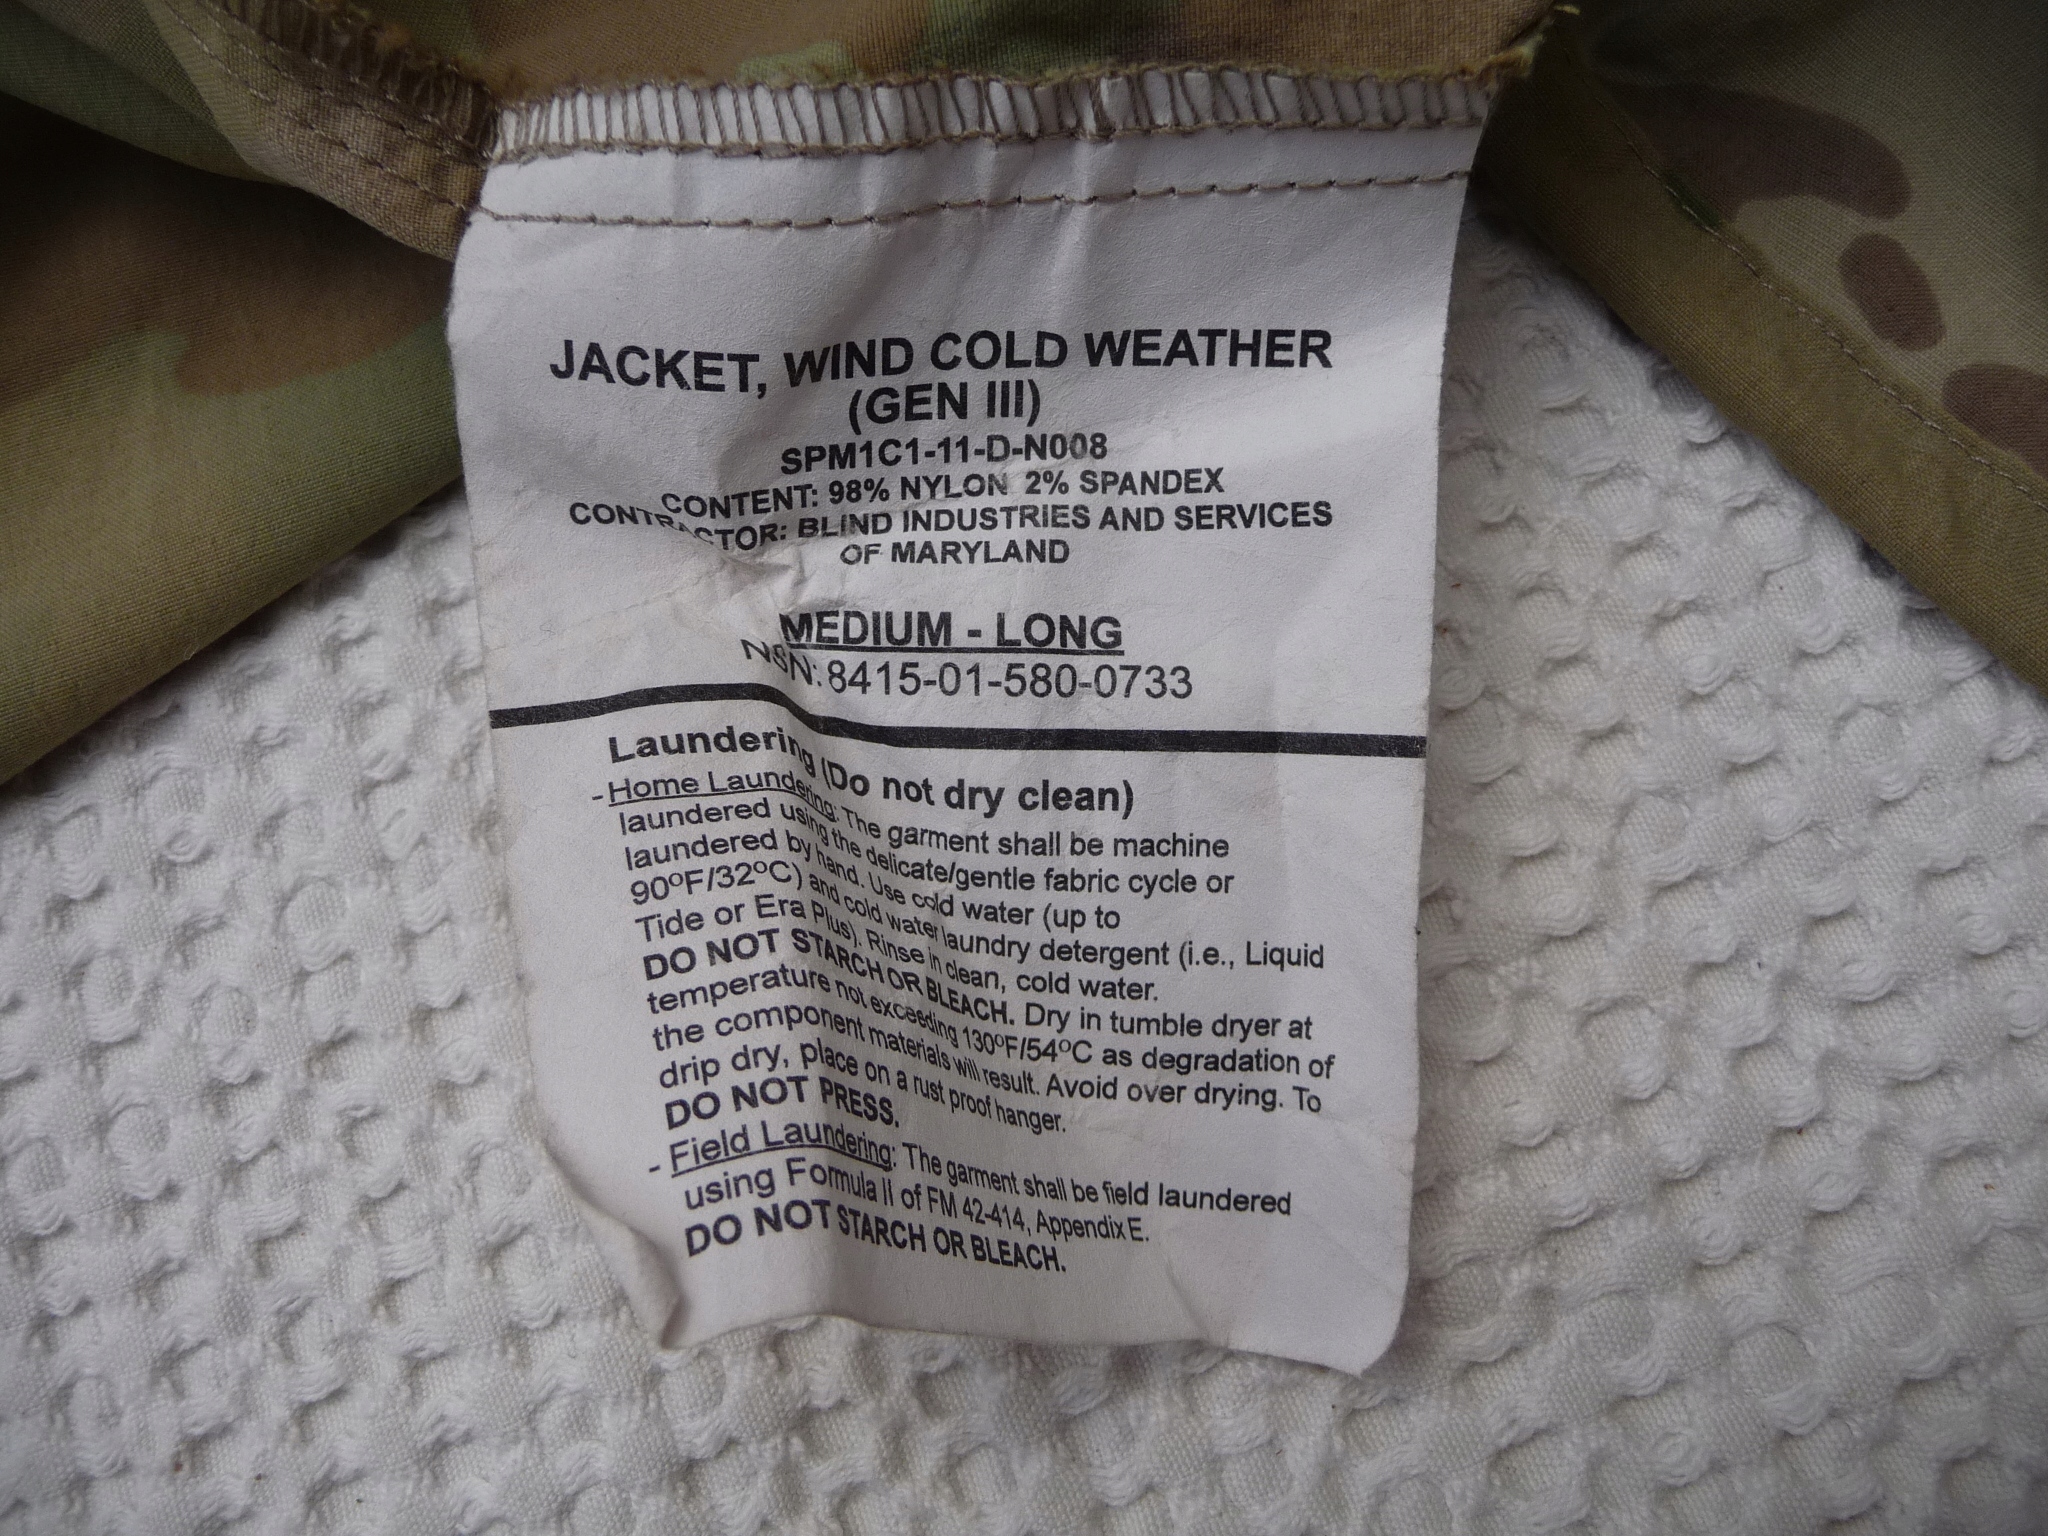 JACKET, WIND COLD WEATHER
(GEN III)
SPM1C1-11-D-N008
CONTENT: 98% NYLON 2% SPANDEX
CONTRACTOR: BLIND INDUSTRIES AND SERVICES
OF MARYLAND
MEDIUM - LONG
NSN: 8415-01-580-0733
Laundering (Do not dry clean)
- Home Laundering: The garment shall be machine
laundered using the delicate/gentle fabric cycle or
laundered by hand. Use cold water (up to
90ºF/32ºC) and cold water laundry detergent (i.e., Liquid
Tide or Era Plus). Rinse in clean, cold water.
DO NOT STARCH OR BLEACH. Dry in tumble dryer at
temperature not exceeding 130ºF/54ºC as degradation of
the component materials will result. Avoid over drying. To
drip dry, place on a rust proof hanger.
DO NOT PRESS.
- Field Laundering: The garment shall be field laundered
using Formula II of FM 42-414, Appendix E.
DO NOT STARCH OR BLEACH.